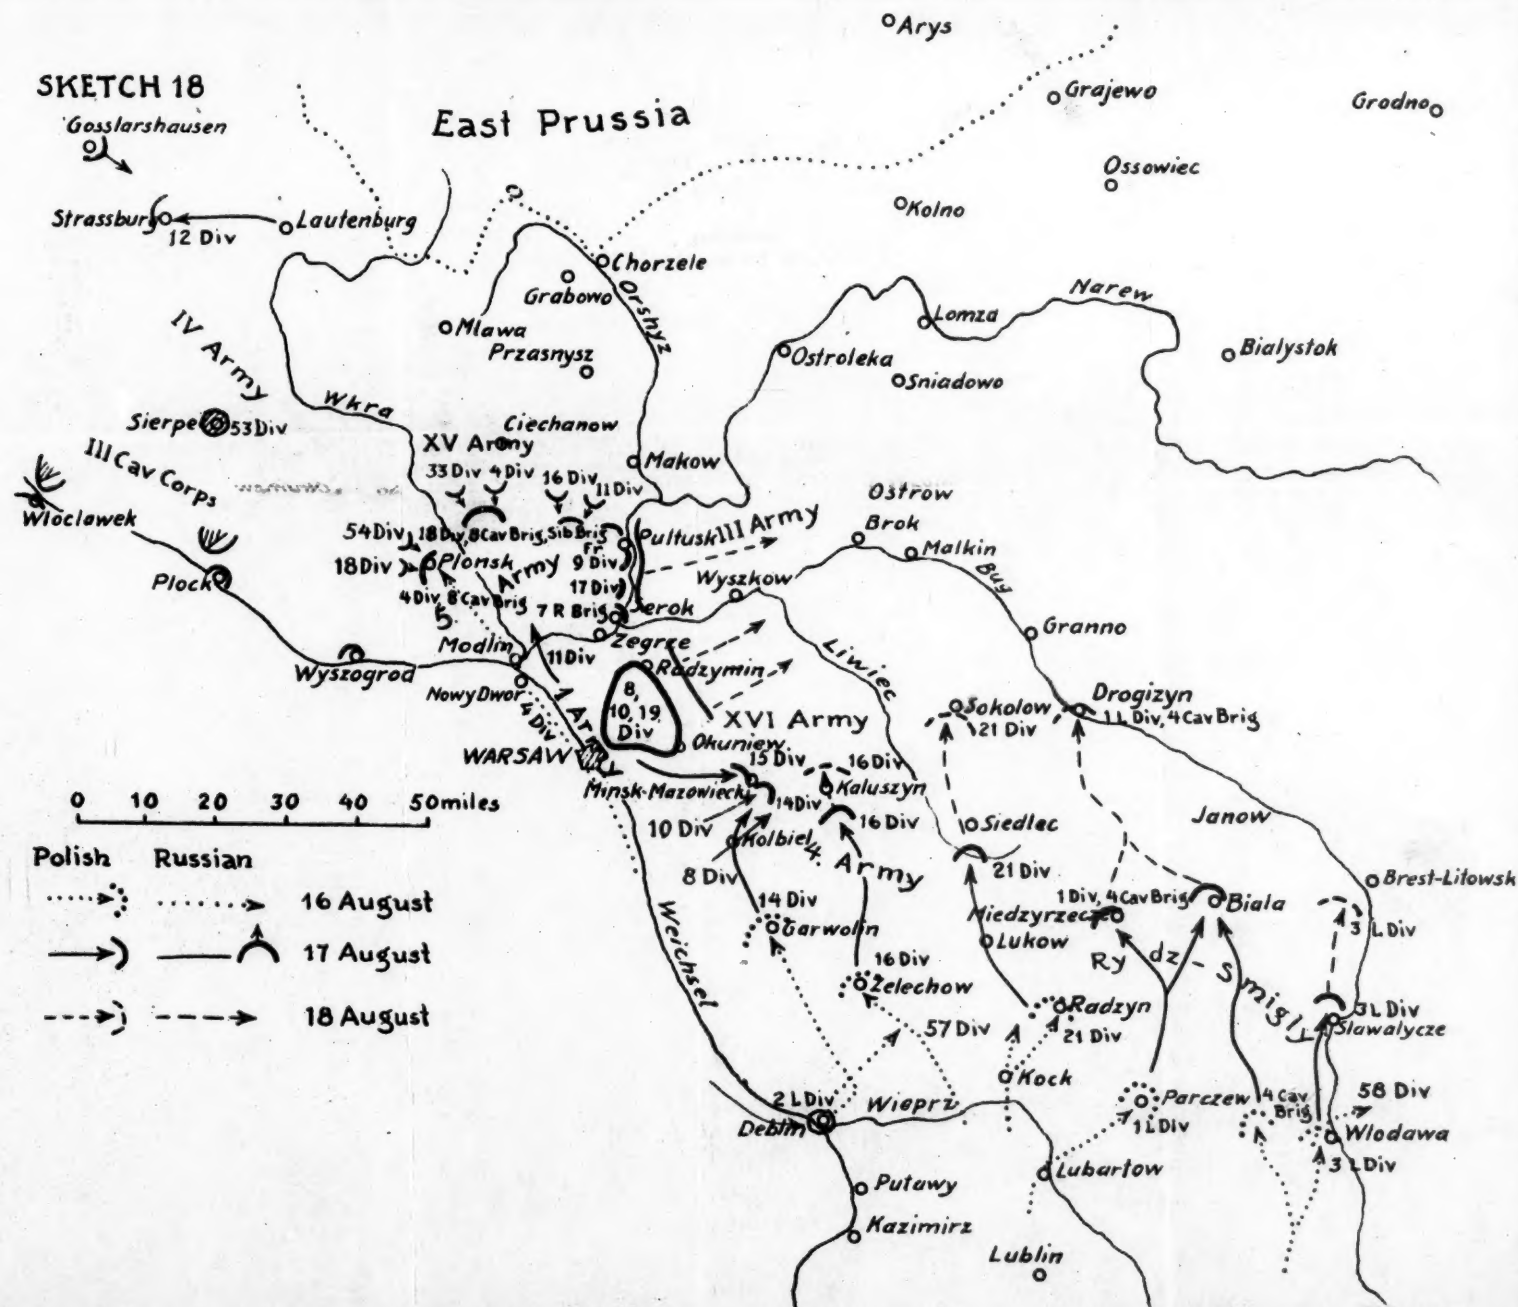 SKETCH 18
Gosslarshausen
East Prussia
Arys
Grajewo
Grodno
Ossowiec
Kolno
Strassburg
12 Div
Lautenburg
Chorzele
Grabowo
Orshyz
Mlawa
Przasnysz
Lomza
Narew
Ostroleka
Sniadowo
Bialystok
IV Army
Wkra
Sierpe
53 Div
Ciechanow
XV Army
33 Div
4 Div
16 Div
11 Div
Makow
III Cav Corps
Wloclawek
Plock
54 Div
18 Div, 8 Cav Brig, Sib Brig
Pultusk
III Army
Ostrow
Brok
Malkin
Bug
18 Div
Plonsk
Fr.
9 Div
17 Div
4 Div, 8 Cav Brig
5. Army
7 R Brig
Serok
Wyszkow
Granno
Modlin
Zegrze
11 Div
Radzymin
Wyszogrod
Nowy Dwor
4 Div
1 Army
8,
10, 19
Div
Liwiec
Sokolow
21 Div
Drogizyn
1 L Div, 4 Cav Brig
XVI Army
WARSAW
Okuniew
15 Div
16 Div
Minsk-Mazowiecki
14 Div
Kaluszyn
10 Div
16 Div
Siedlec
Janow
Kolbiel
4. Army
21 Div
Brest-Litowsk
8 Div
14 Div
Garwolin
Miedzyrzec
1 Div, 4 Cav Brig
Biala
3 L Div
Lukow
Rydz-Smigly
16 Div
Zelechow
Weichsel
57 Div
Radzyn
21 Div
3 L Div
Slawalycze
Kock
2 L Div
Deblin
Wieprz
Parczew
1 L Div
4 Cav
Brig
58 Div
Wlodawa
3 L Div
Lubartow
Putawy
Kazimirz
Lublin
0 10 20 30 40 50 miles
Polish Russian
16 August
17 August
18 August